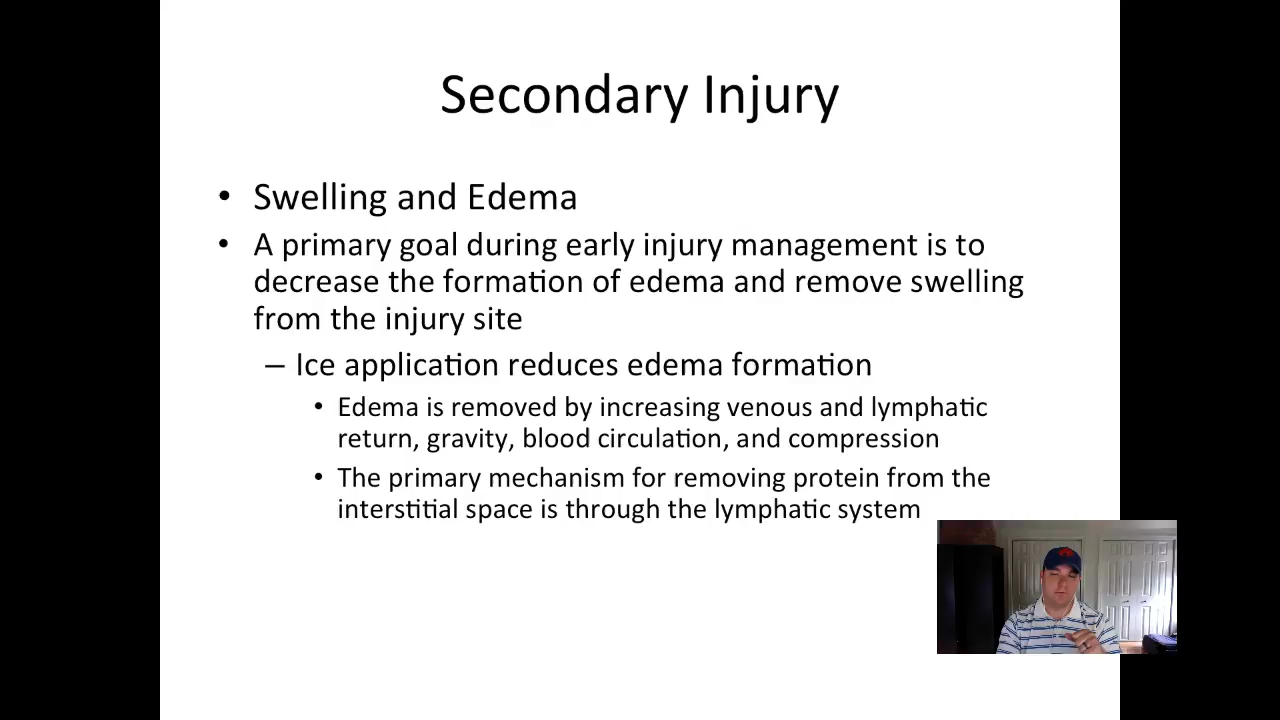 Secondary Injury
• Swelling and Edema
• A primary goal during early injury management is to
decrease the formation of edema and remove swelling
from the injury site
– Ice application reduces edema formation
• Edema is removed by increasing venous and lymphatic
return, gravity, blood circulation, and compression
• The primary mechanism for removing protein from the
interstitial space is through the lymphatic system